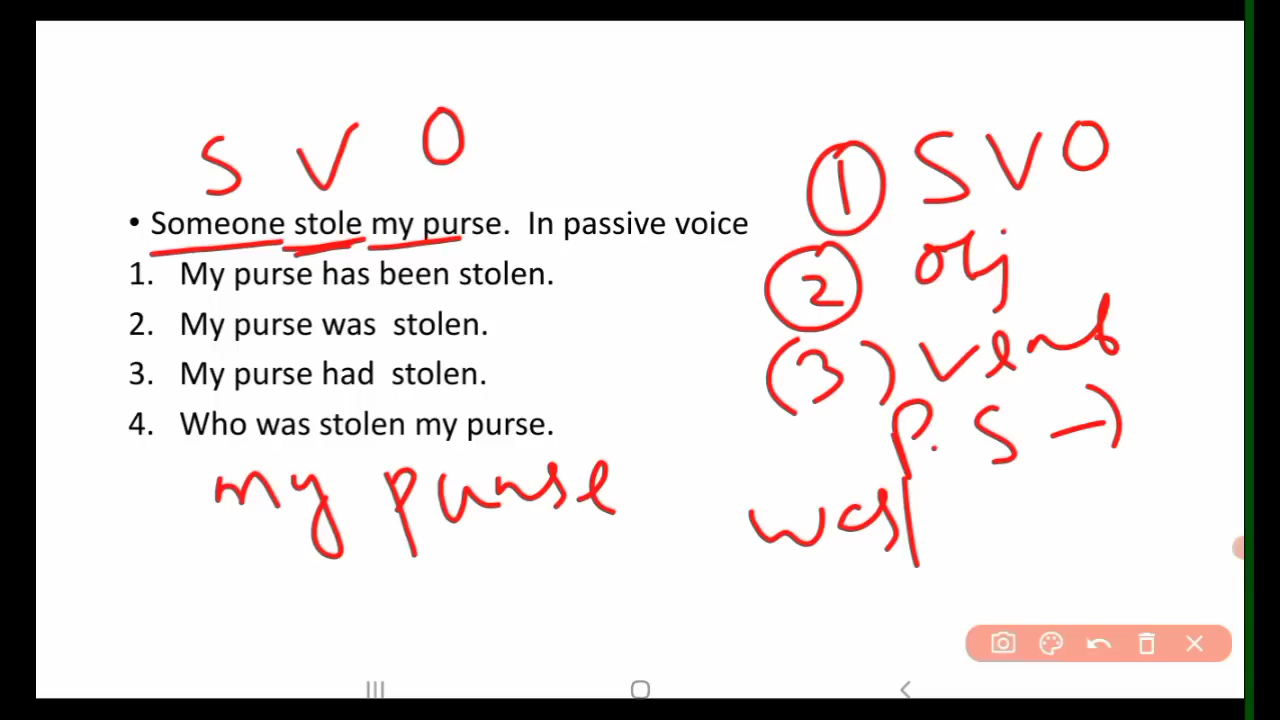 S V O
① S V O
• Someone stole my purse. In passive voice
② obj
1. My purse has been stolen.
2. My purse was stolen.
(3) verb
3. My purse had stolen.
P. S →
4. Who was stolen my purse.
my purse
was/